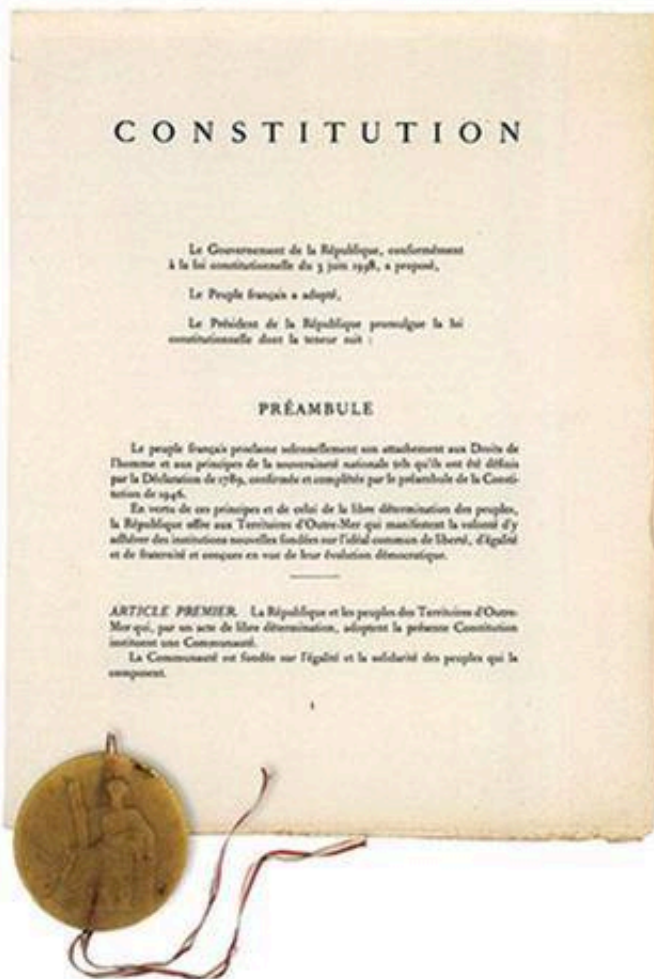 CONSTITUTION
Le Gouvernement de la République, conformément
à la loi constitutionnelle du 3 juin 1958, a proposé,
Le Peuple français a adopté,
Le Président de la République promulgue la loi
constitutionnelle dont la teneur suit :
PRÉAMBULE
Le peuple français proclame solennellement son attachement aux Droits de
l'homme et aux principes de la souveraineté nationale tels qu'ils ont été définis
par la Déclaration de 1789, confirmée et complétée par le préambule de la Consti-
tution de 1946.
En vertu de ces principes et de celui de la libre détermination des peuples,
la République offre aux Territoires d'Outre-Mer qui manifestent la volonté d'y
adhérer des institutions nouvelles fondées sur l'idéal commun de liberté, d'égalité
et de fraternité et conçues en vue de leur évolution démocratique.
ARTICLE PREMIER. La République et les peuples des Territoires d'Outre-
Mer qui, par un acte de libre détermination, adoptent la présente Constitution
instituent une Communauté.
La Communauté est fondée sur l'égalité et la solidarité des peuples qui la
composent.
1